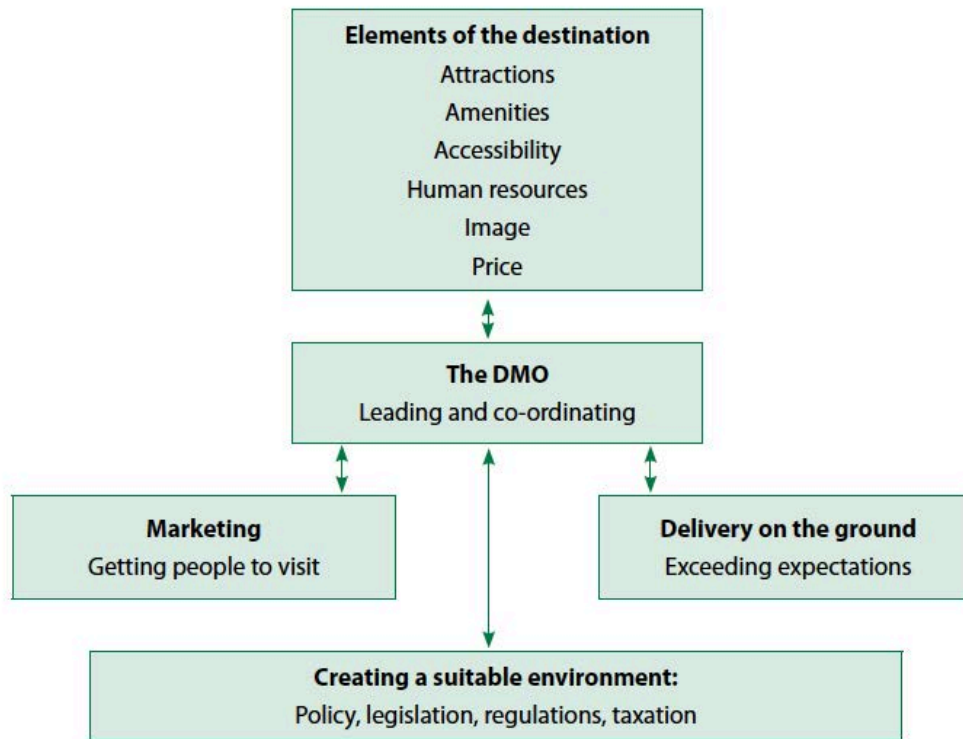 Elements of the destination
Attractions
Amenities
Accessibility
Human resources
Image
Price
The DMO
Leading and co-ordinating
Marketing
Getting people to visit
Delivery on the ground
Exceeding expectations
Creating a suitable environment:
Policy, legislation, regulations, taxation